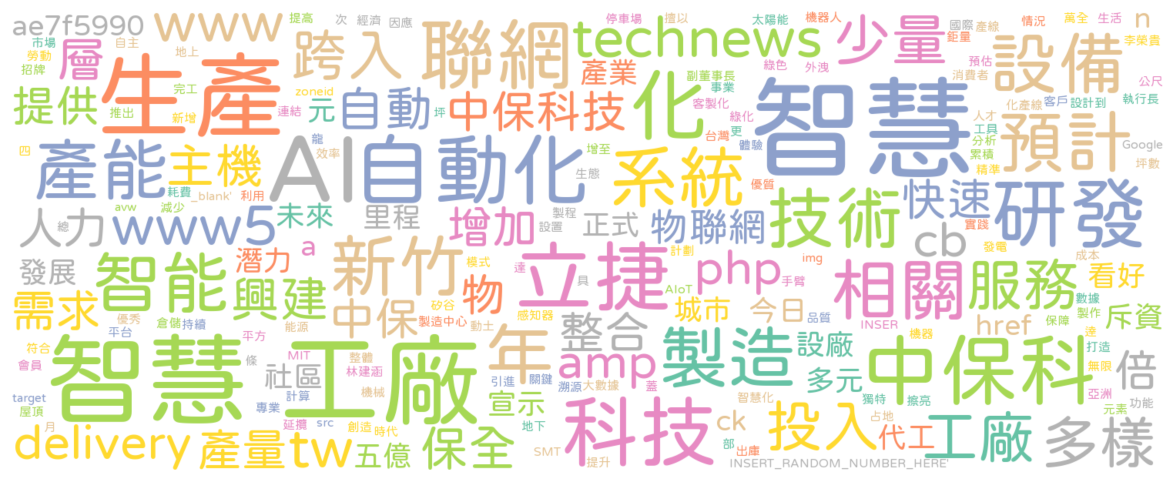 ae7f5990 www 提高 次 經濟 因應 停車場 擅以 太陽能 機器人 少量 國際 產線 情況 萬全 生活 n
市場 勞動 自主 地上 層 跨入 聯網 technews 綠色 外洩 鉅量 設備 預估 李榮貴
招牌 完工 生產 zoneid 產業 副董事長 事業 消費者 公尺
提供 推出 新增 連結 元 自動 坪 中保科技 化 客製化 綠化 台灣 更 智慧 化產線 客戶 設計到 執行長
四 產能 主機 龍 效率 AI 自動化 增至 系統 體驗 預計 人才 工具 分析 累積 Google
耗費 _blank' 利用 生態 優質 精準 坪數
人力 總 avw 減少 www5 未來 里程 增加 製程 設置 正式 物聯網 技術 快速 實踐 研發
發展 智能 潛力 a 新竹 模式 立捷 計劃 php img cb 發電 成本
需求 優秀 倉儲 持續 興建 中保 矽谷 物 達 具 AIoT 手臂 相關 服務 看好 數據
平台 能源 製造中心 動土 感知器 城市 今日 品質 INSER href 機器 保障 製作 斥資
符合 平方 年 整合 製造 設廠 達 打造
會員 智慧 工廠 條 MIT 整體 林建涵 引進 關鍵 amp 溯源 大數據 蓋 多元 中保科 無限 亞洲 倍
target 社區 計算 機械 宣示 智慧化 獨特 擦亮 功能
屋頂 專業 src 創造 科技 ck 投入 占地 元素
月 延攬 時代 地下 部 代工 工廠 多樣
delivery 產量 tw 五億 保全 SMT 提升 出庫 INSERT_RANDOM_NUMBER_HERE'